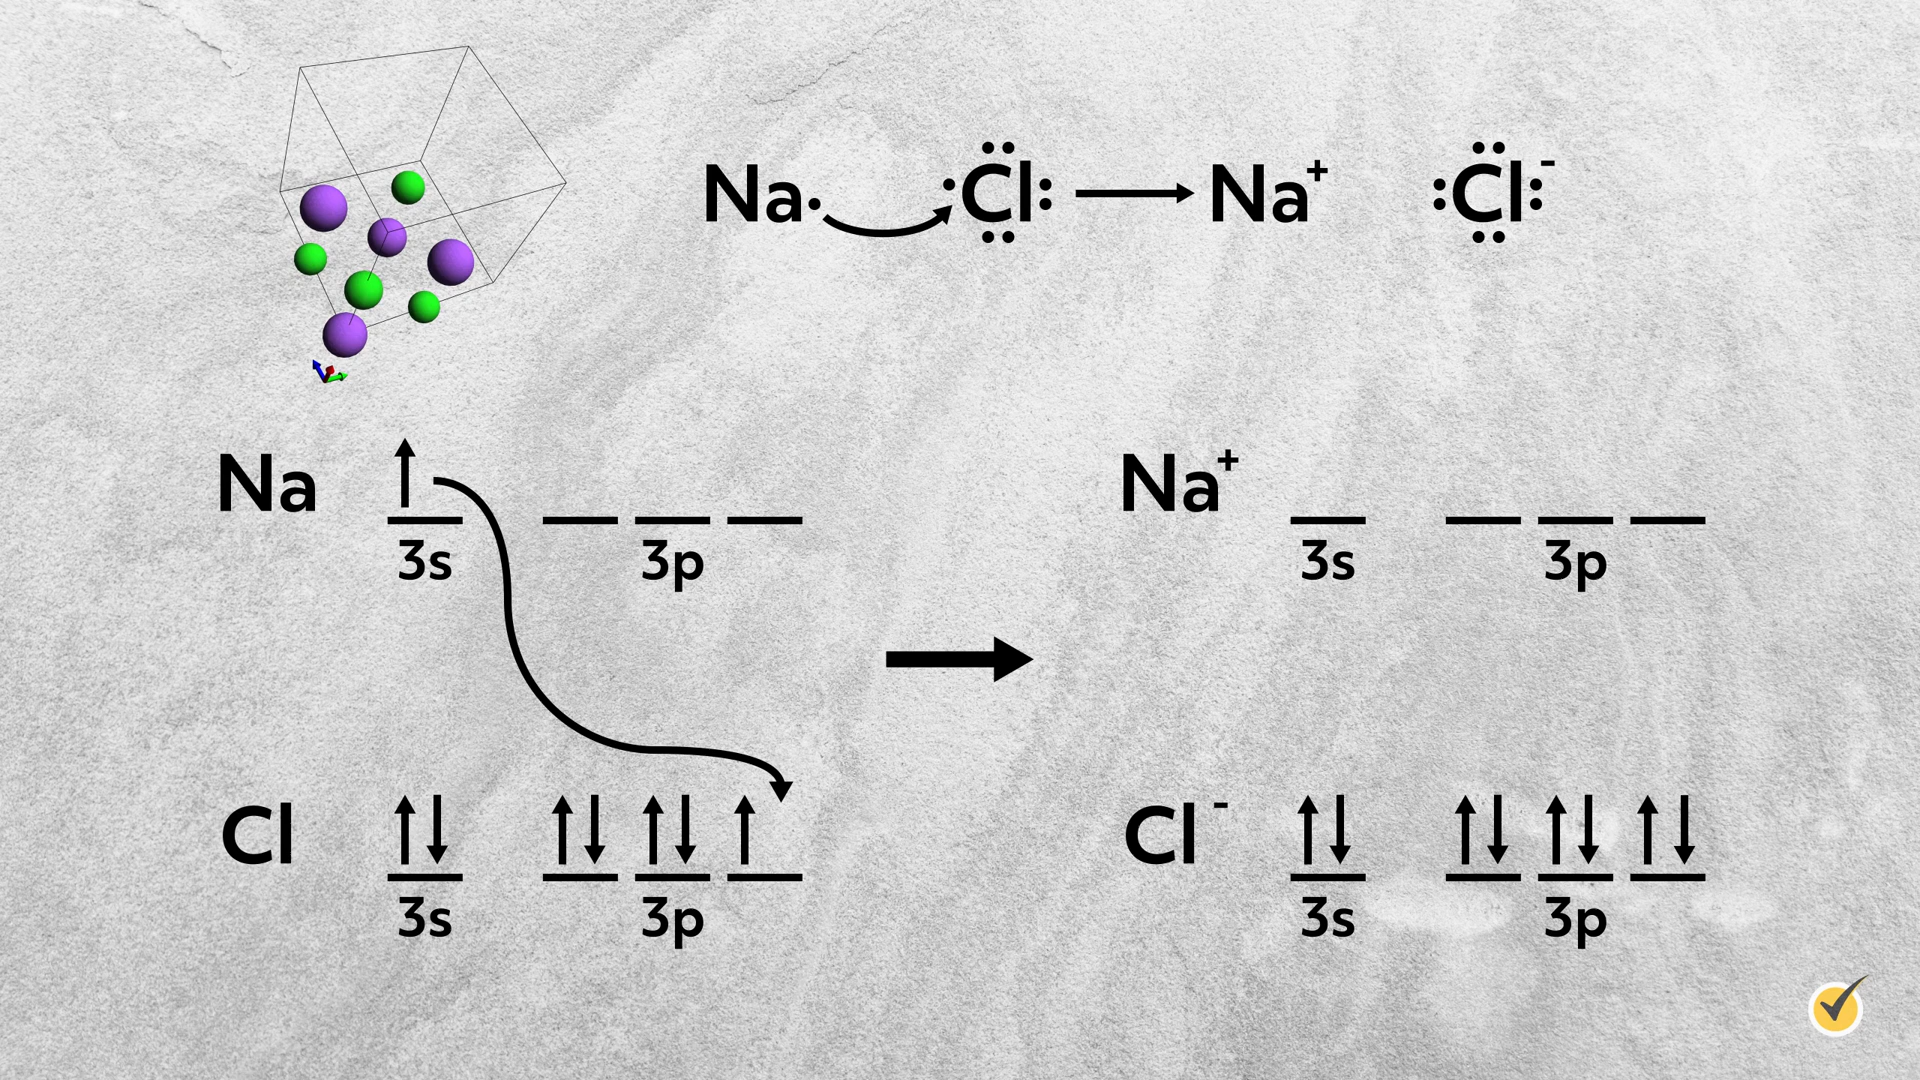 Na· :Cl: → Na⁺ :Cl:⁻
Na Na⁺
3s 3p 3s 3p
Cl Cl⁻
3s 3p 3s 3p